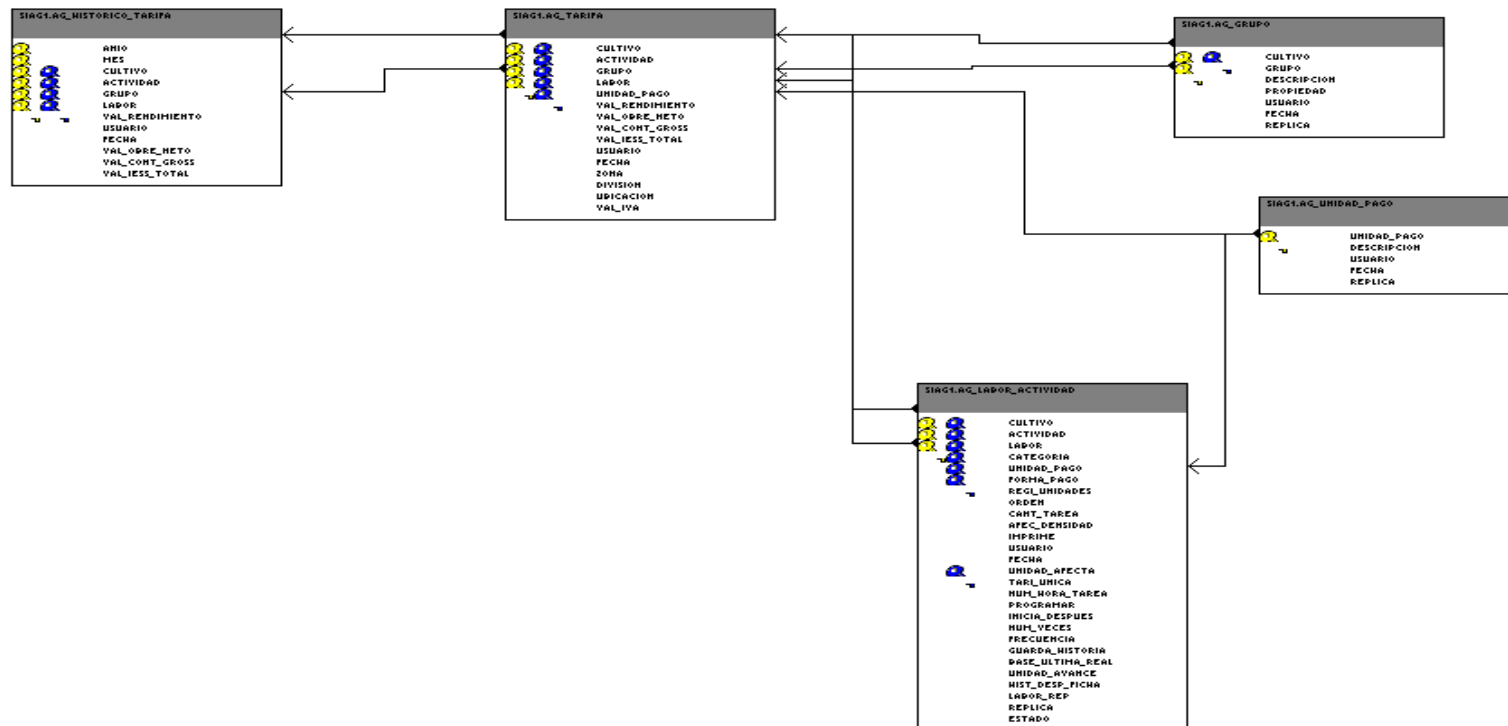 SIAG1.AG_HISTORICO_TARIFA
ANIO
MES
CULTIVO
ACTIVIDAD
GRUPO
LABOR
VAL_RENDIMIENTO
USUARIO
FECHA
VAL_OBRE_NETO
VAL_CONT_GROSS
VAL_IESS_TOTAL
SIAG1.AG_TARIFA
CULTIVO
ACTIVIDAD
GRUPO
LABOR
UNIDAD_PAGO
VAL_RENDIMIENTO
VAL_OBRE_NETO
VAL_CONT_GROSS
VAL_IESS_TOTAL
USUARIO
FECHA
ZONA
DIVISION
UBICACION
VAL_IVA
SIAG1.AG_GRUPO
CULTIVO
GRUPO
DESCRIPCION
PROPIEDAD
USUARIO
FECHA
REPLICA
SIAG1.AG_UNIDAD_PAGO
UNIDAD_PAGO
DESCRIPCION
USUARIO
FECHA
REPLICA
SIAG1.AG_LABOR_ACTIVIDAD
CULTIVO
ACTIVIDAD
LABOR
CATEGORIA
UNIDAD_PAGO
FORMA_PAGO
REGI_UNIDADES
ORDEN
CANT_TAREA
AFEC_DENSIDAD
IMPRIME
USUARIO
FECHA
UNIDAD_AFECTA
TARI_UNICA
NUM_HORA_TAREA
PROGRAMAR
INICIA_DESPUES
NUM_VECES
FRECUENCIA
GUARDA_HISTORIA
BASE_ULTIMA_REAL
UNIDAD_AVANCE
HIST_DESP_FICHA
LABOR_REP
REPLICA
ESTADO